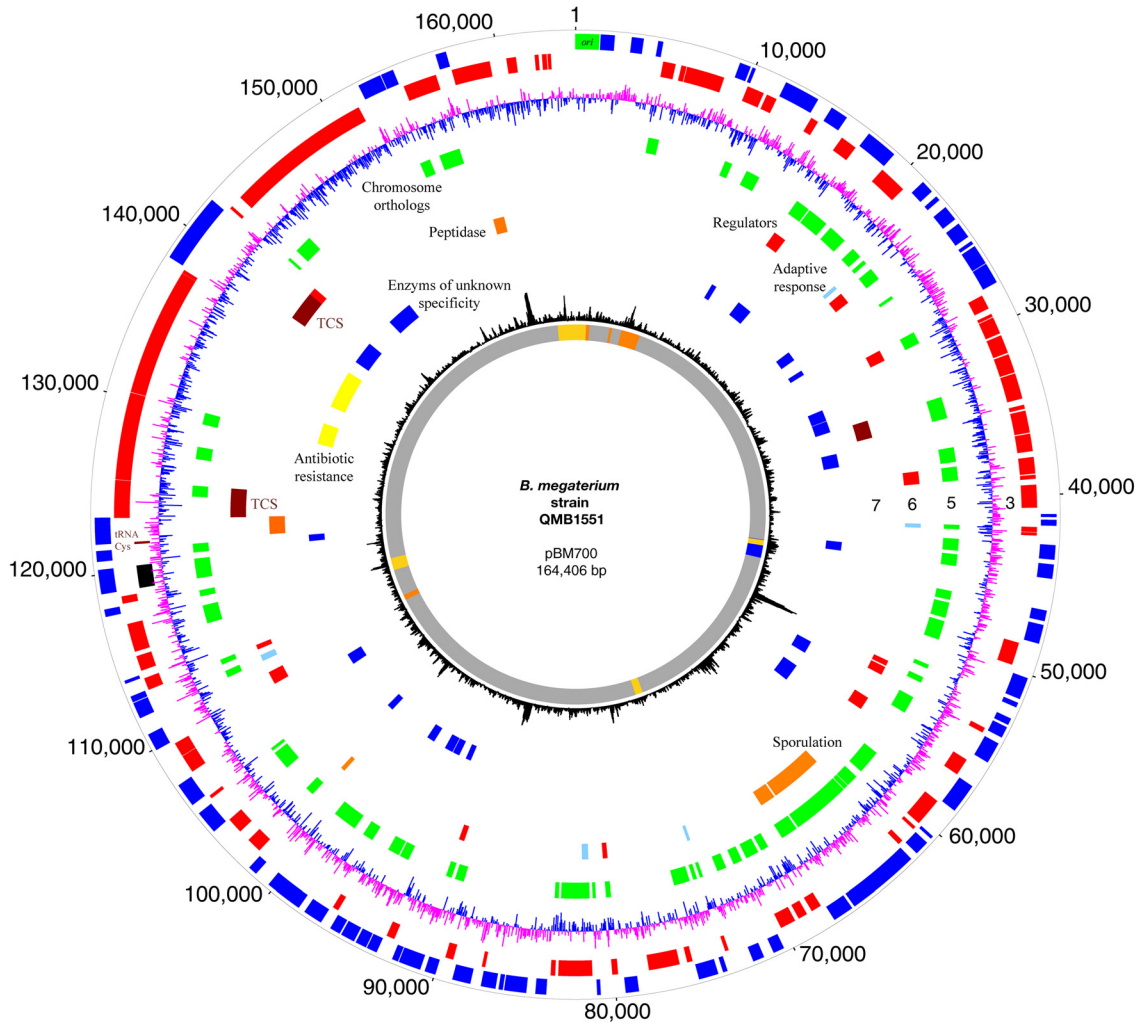 1
160,000
ori
10,000
150,000
20,000
Chromosome
orthologs
140,000
Peptidase
Regulators
Adaptive
response
Enzyms of unknown
specificity
30,000
TCS
130,000
Antibiotic
resistance
B. megaterium
strain
QMB1551
pBM700
164,406 bp
40,000
7
6
5
3
TCS
tRNA
Cys
120,000
50,000
110,000
Sporulation
60,000
100,000
70,000
90,000
80,000